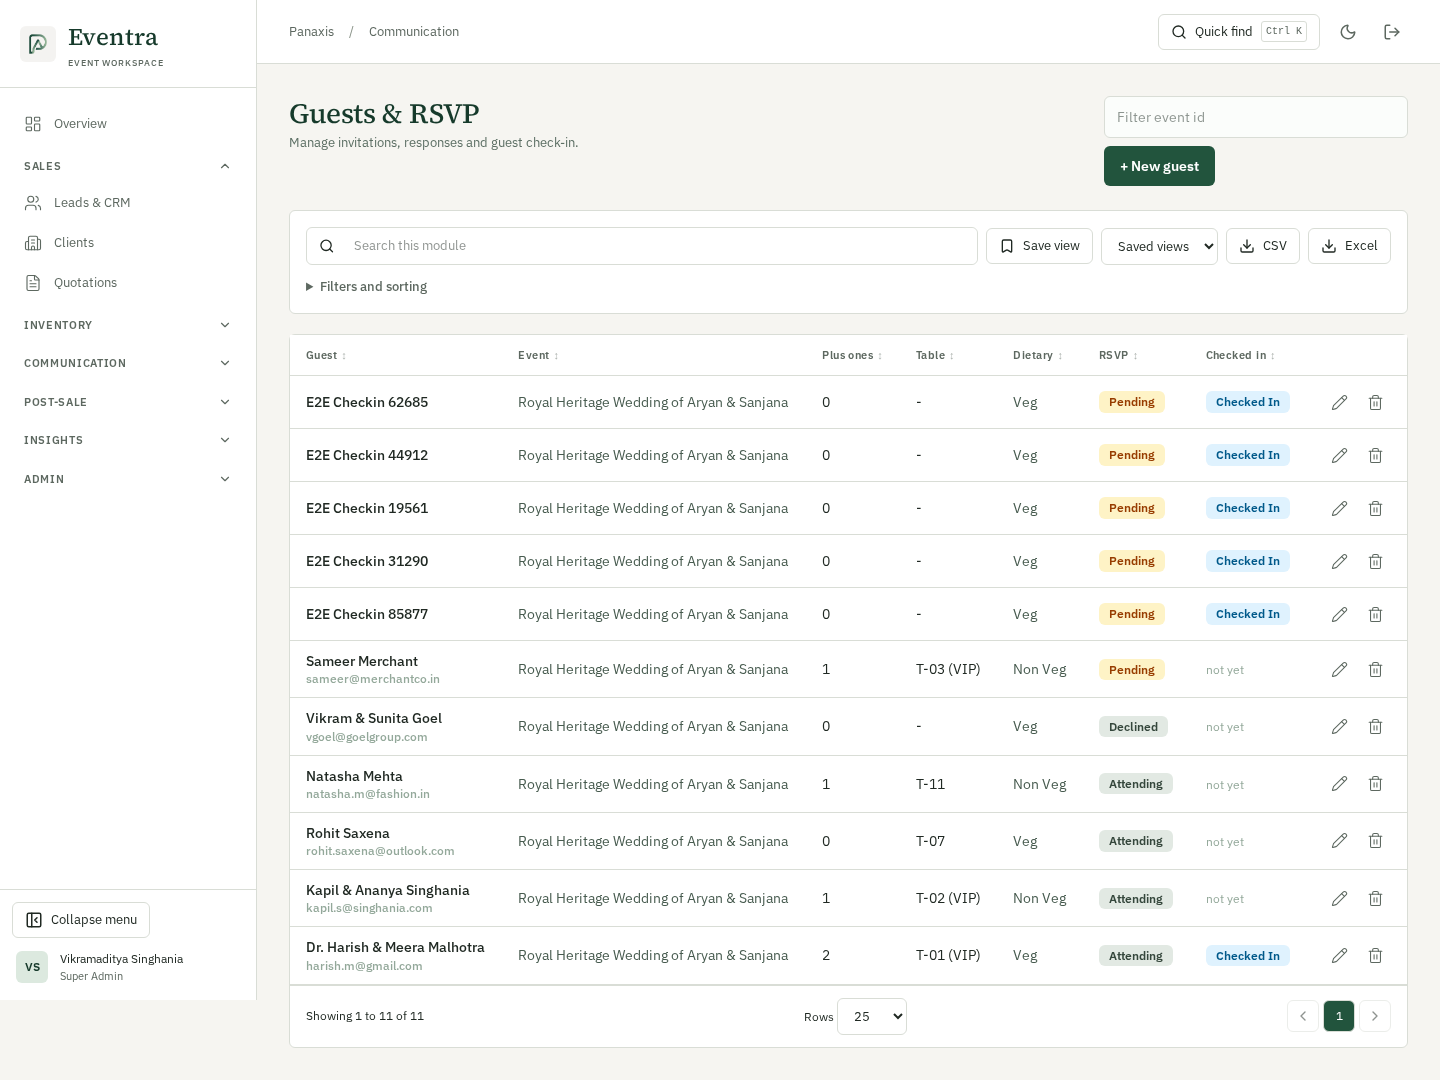 Eventra
EVENT WORKSPACE
Overview
SALES
Leads & CRM
Clients
Quotations
INVENTORY
COMMUNICATION
POST-SALE
INSIGHTS
ADMIN
Collapse menu
VS
Vikramaditya Singhania
Super Admin
Panaxis / Communication
Quick find Ctrl K
Guests & RSVP
Manage invitations, responses and guest check-in.
Filter event id
+ New guest
Search this module
Save view
Saved views
CSV
Excel
Filters and sorting
Guest ↕ Event ↕ Plus ones ↕ Table ↕ Dietary ↕ RSVP ↕ Checked in ↕
E2E Checkin 62685 Royal Heritage Wedding of Aryan & Sanjana 0 - Veg Pending Checked In
E2E Checkin 44912 Royal Heritage Wedding of Aryan & Sanjana 0 - Veg Pending Checked In
E2E Checkin 19561 Royal Heritage Wedding of Aryan & Sanjana 0 - Veg Pending Checked In
E2E Checkin 31290 Royal Heritage Wedding of Aryan & Sanjana 0 - Veg Pending Checked In
E2E Checkin 85877 Royal Heritage Wedding of Aryan & Sanjana 0 - Veg Pending Checked In
Sameer Merchant Royal Heritage Wedding of Aryan & Sanjana 1 T-03 (VIP) Non Veg Pending not yet
sameer@merchantco.in
Vikram & Sunita Goel Royal Heritage Wedding of Aryan & Sanjana 0 - Veg Declined not yet
vgoel@goelgroup.com
Natasha Mehta Royal Heritage Wedding of Aryan & Sanjana 1 T-11 Non Veg Attending not yet
natasha.m@fashion.in
Rohit Saxena Royal Heritage Wedding of Aryan & Sanjana 0 T-07 Veg Attending not yet
rohit.saxena@outlook.com
Kapil & Ananya Singhania Royal Heritage Wedding of Aryan & Sanjana 1 T-02 (VIP) Non Veg Attending not yet
kapil.s@singhania.com
Dr. Harish & Meera Malhotra Royal Heritage Wedding of Aryan & Sanjana 2 T-01 (VIP) Veg Attending Checked In
harish.m@gmail.com
Showing 1 to 11 of 11
Rows 25
1